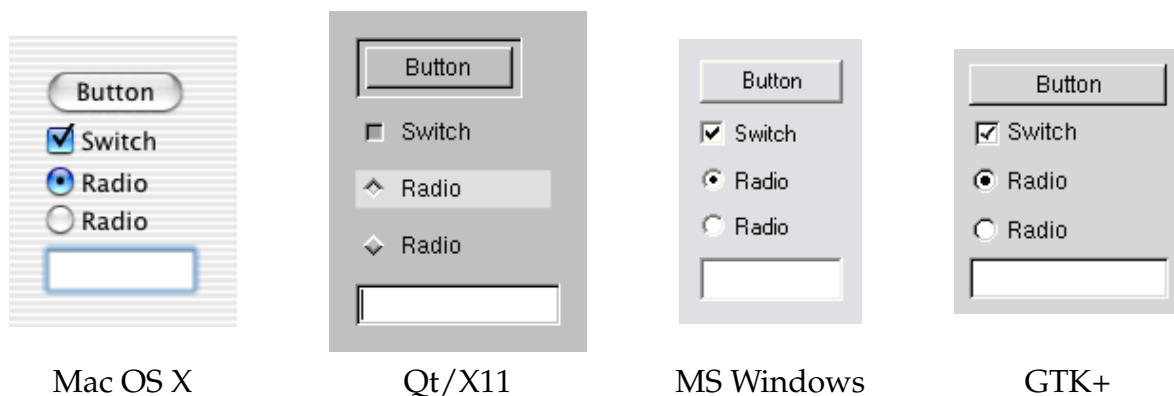 Button
Switch
Radio
Radio
Mac OS X
Button
Switch
Radio
Radio
Qt/X11
Button
Switch
Radio
Radio
MS Windows
Button
Switch
Radio
Radio
GTK+